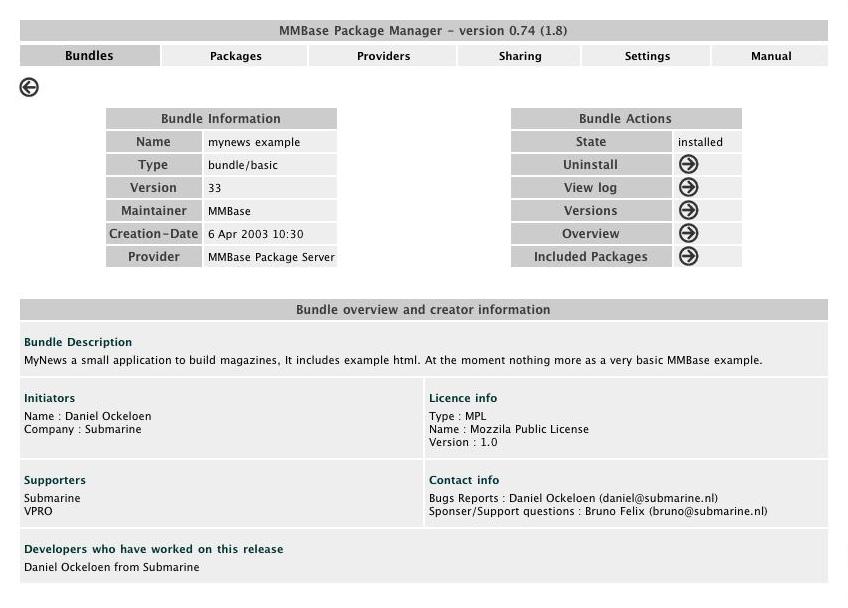 MMBase Package Manager - version 0.74 (1.8)
Bundles Packages Providers Sharing Settings Manual
Bundle Information
Name mynews example
Type bundle/basic
Version 33
Maintainer MMBase
Creation-Date 6 Apr 2003 10:30
Provider MMBase Package Server
Bundle Actions
State installed
Uninstall
View log
Versions
Overview
Included Packages
Bundle overview and creator information
Bundle Description
MyNews a small application to build magazines, It includes example html. At the moment nothing more as a very basic MMBase example.
Initiators
Name : Daniel Ockeloen
Company : Submarine
Licence info
Type : MPL
Name : Mozzila Public License
Version : 1.0
Supporters
Submarine
VPRO
Contact info
Bugs Reports : Daniel Ockeloen (daniel@submarine.nl)
Sponser/Support questions : Bruno Felix (bruno@submarine.nl)
Developers who have worked on this release
Daniel Ockeloen from Submarine